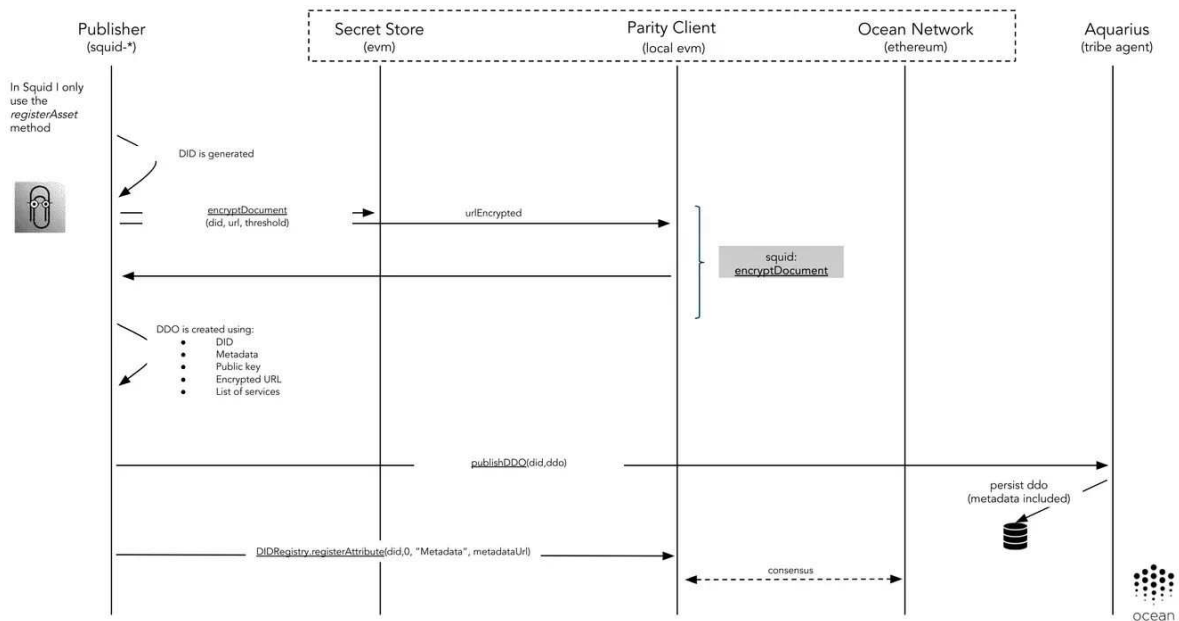 Publisher
(squid-*)
Secret Store
(evm)
Parity Client
(local evm)
Ocean Network
(ethereum)
Aquarius
(tribe agent)
In Squid I only
use the
registerAsset
method
DID is generated
encryptDocument
(did, url, threshold)
urlEncrypted
squid:
encryptDocument
DDO is created using:
● DID
● Metadata
● Public key
● Encrypted URL
● List of services
publishDDO(did,ddo)
persist ddo
(metadata included)
DIDRegistry.registerAttribute(did,0, "Metadata", metadataUrl)
consensus
ocean